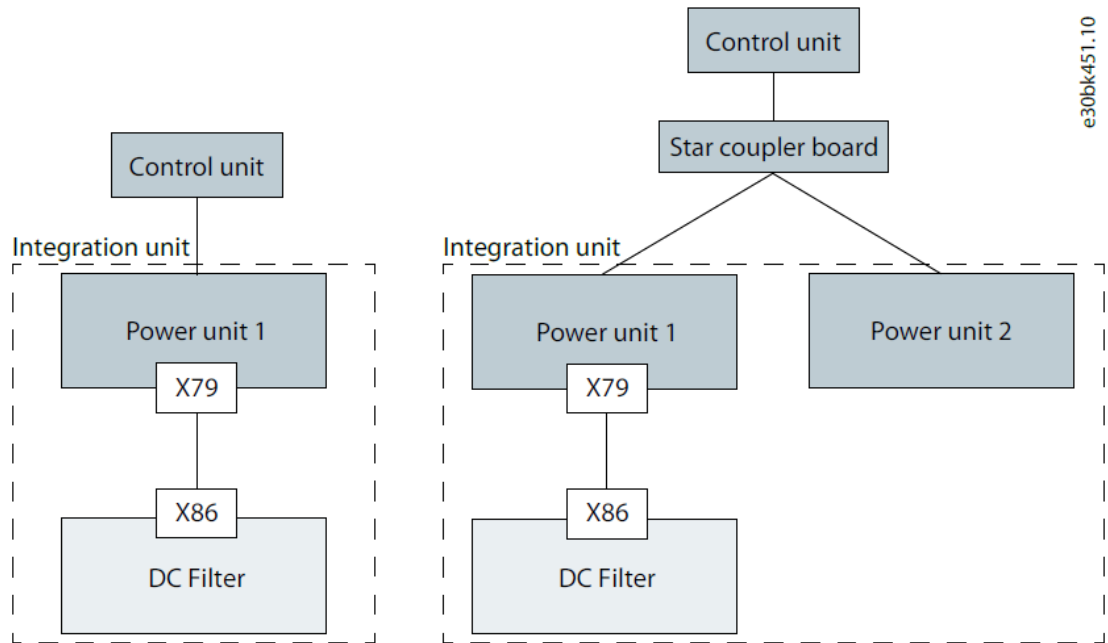 Control unit
Integration unit
Power unit 1
X79
X86
DC Filter
Control unit
Star coupler board
Integration unit
Power unit 1
Power unit 2
X79
X86
DC Filter
e30bk451.10